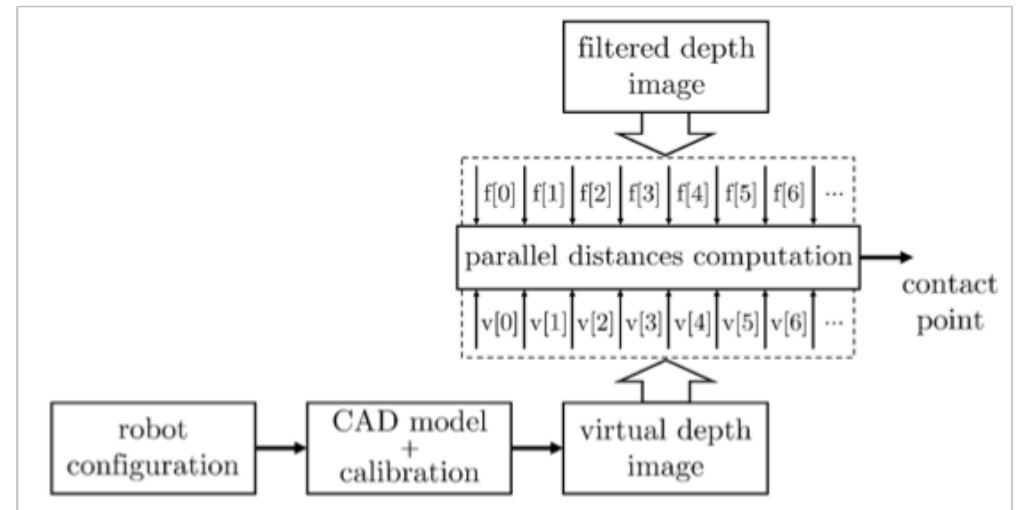 filtered depth
image
f[0] f[1] f[2] f[3] f[4] f[5] f[6] ...
parallel distances computation
contact
point
v[0] v[1] v[2] v[3] v[4] v[5] v[6] ...
robot
configuration
CAD model
+
calibration
virtual depth
image